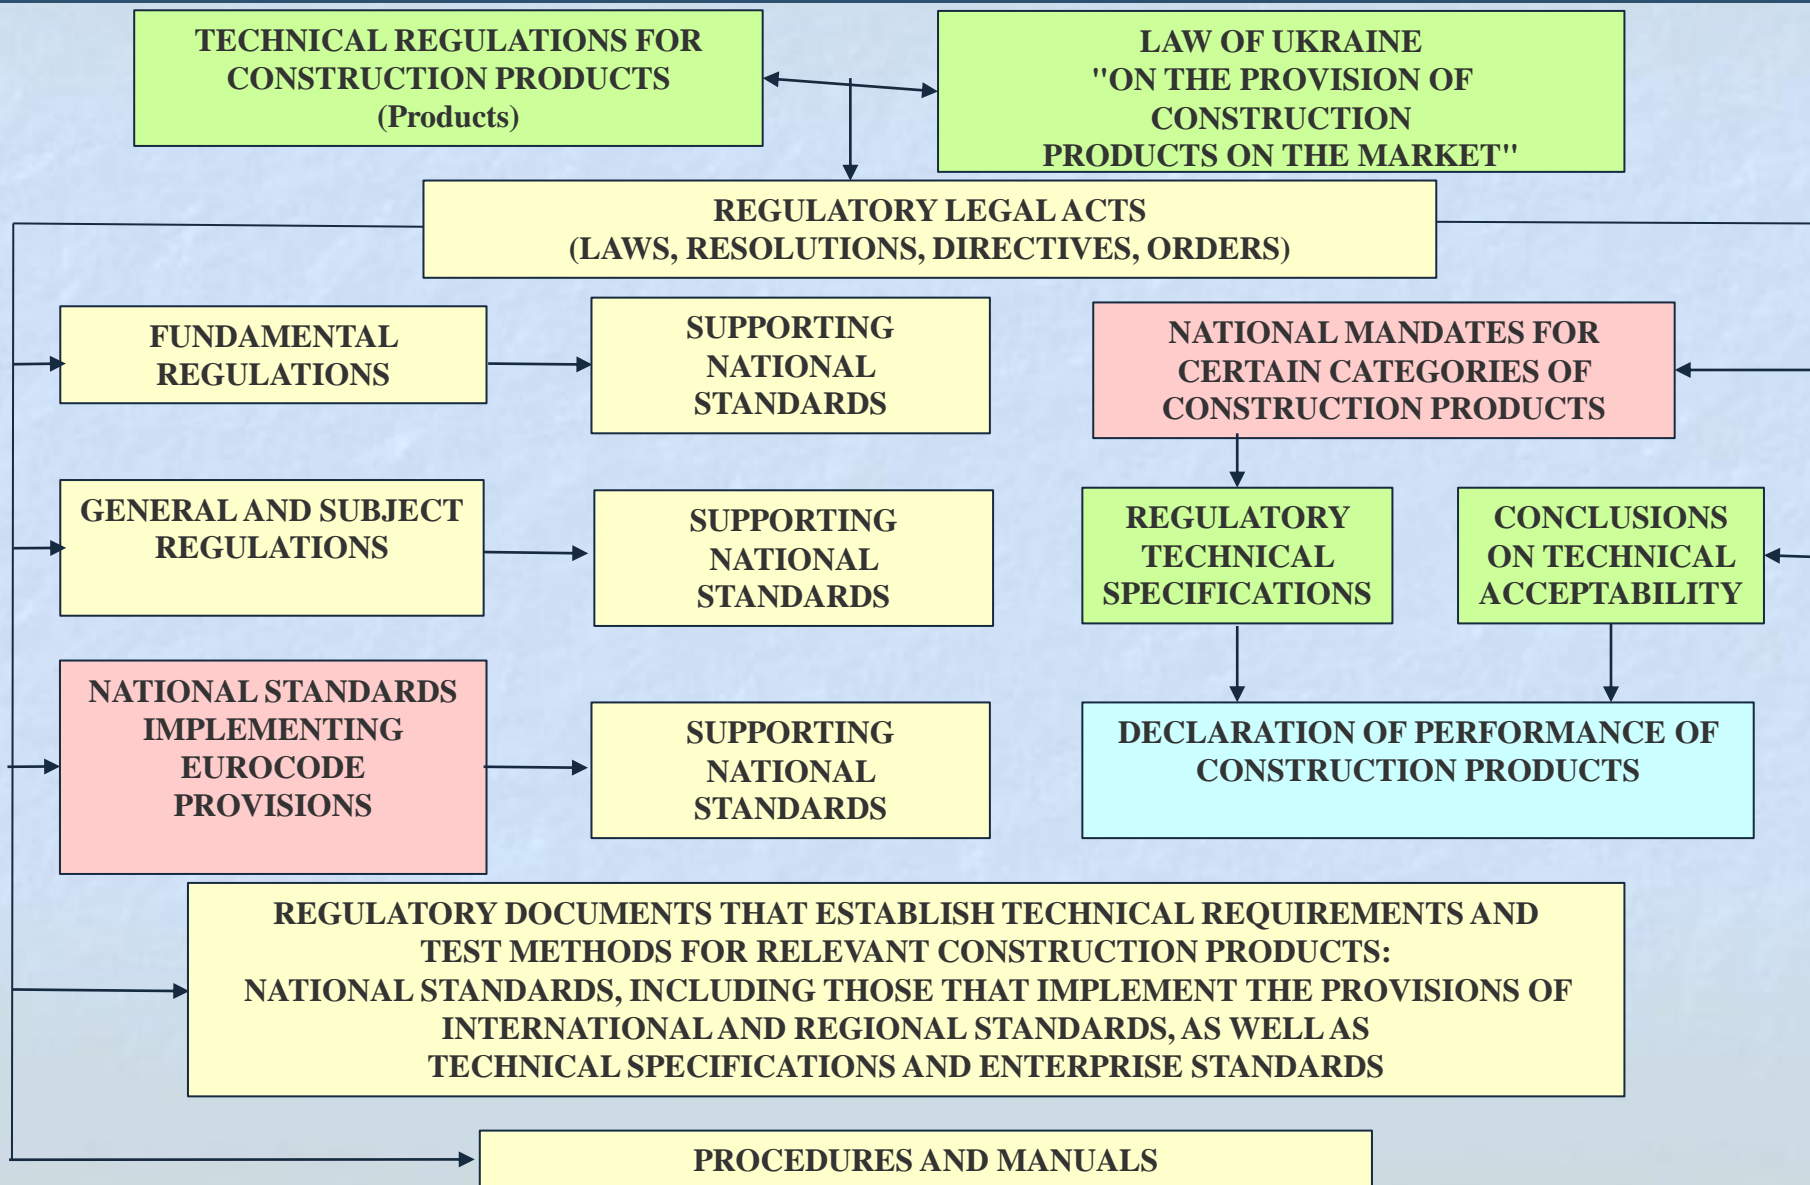 TECHNICAL REGULATIONS FOR
CONSTRUCTION PRODUCTS
(Products)
LAW OF UKRAINE
"ON THE PROVISION OF
CONSTRUCTION
PRODUCTS ON THE MARKET"
REGULATORY LEGAL ACTS
(LAWS, RESOLUTIONS, DIRECTIVES, ORDERS)
FUNDAMENTAL
REGULATIONS
SUPPORTING
NATIONAL
STANDARDS
NATIONAL MANDATES FOR
CERTAIN CATEGORIES OF
CONSTRUCTION PRODUCTS
GENERAL AND SUBJECT
REGULATIONS
SUPPORTING
NATIONAL
STANDARDS
REGULATORY
TECHNICAL
SPECIFICATIONS
CONCLUSIONS
ON TECHNICAL
ACCEPTABILITY
NATIONAL STANDARDS
IMPLEMENTING
EUROCODE
PROVISIONS
SUPPORTING
NATIONAL
STANDARDS
DECLARATION OF PERFORMANCE OF
CONSTRUCTION PRODUCTS
REGULATORY DOCUMENTS THAT ESTABLISH TECHNICAL REQUIREMENTS AND
TEST METHODS FOR RELEVANT CONSTRUCTION PRODUCTS:
NATIONAL STANDARDS, INCLUDING THOSE THAT IMPLEMENT THE PROVISIONS OF
INTERNATIONAL AND REGIONAL STANDARDS, AS WELL AS
TECHNICAL SPECIFICATIONS AND ENTERPRISE STANDARDS
PROCEDURES AND MANUALS